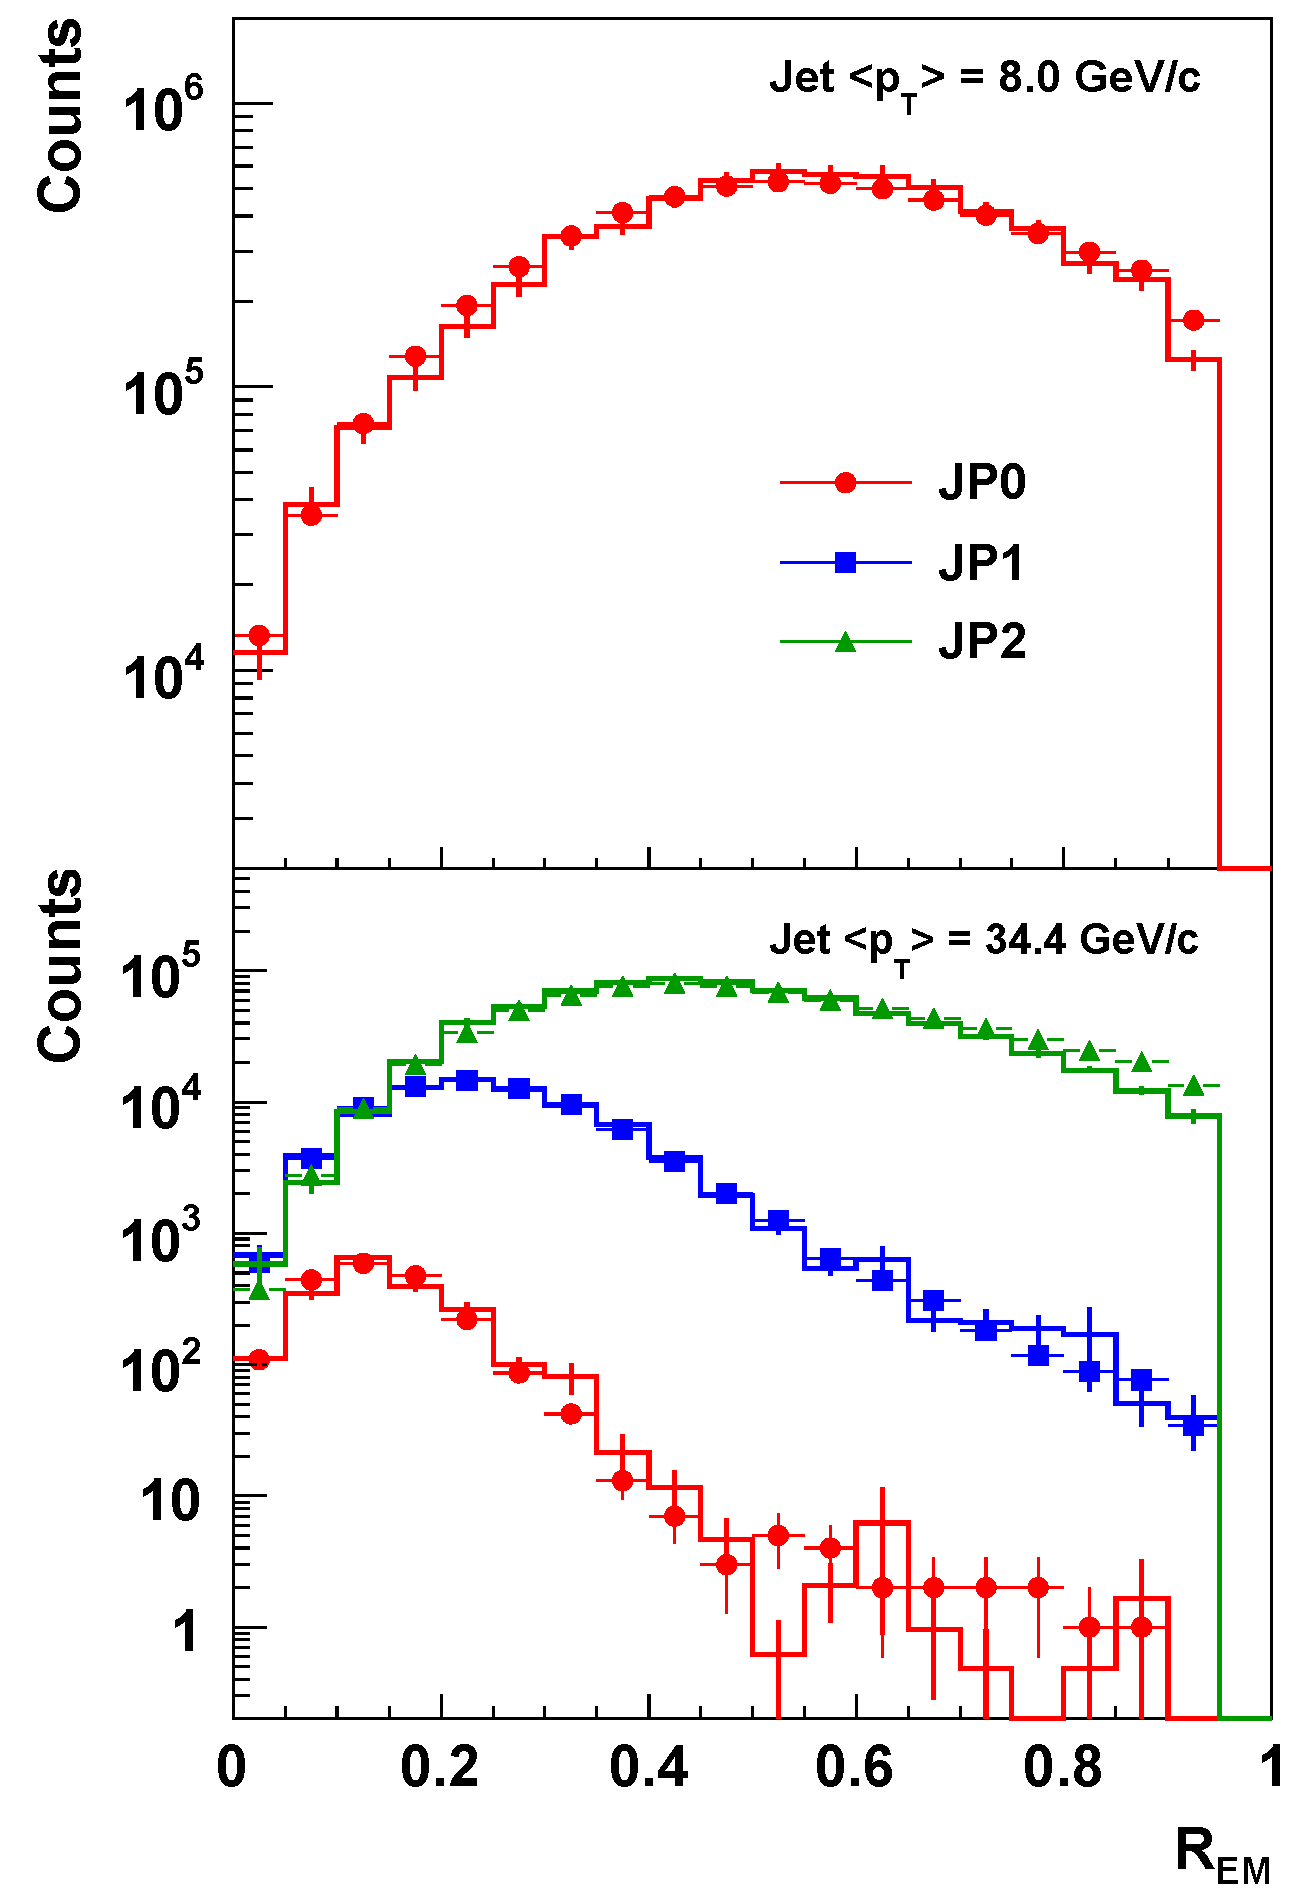 Counts
Jet <p_T> = 8.0 GeV/c
10^6
10^5
10^4
JP0
JP1
JP2
Counts
Jet <p_T> = 34.4 GeV/c
10^5
10^4
10^3
10^2
10
1
0 0.2 0.4 0.6 0.8 1
R_EM